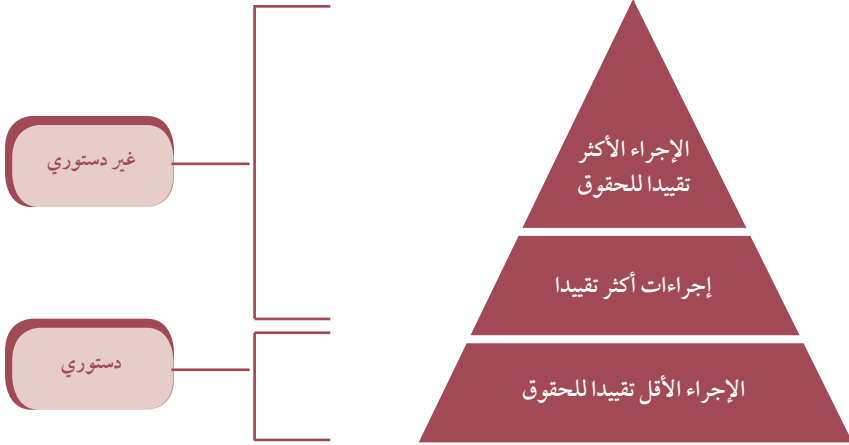 الإجراء الأكثر
تقييدا للحقوق
غير دستوري
إجراءات أكثر تقييدا
دستوري
الإجراء الأقل تقييدا للحقوق